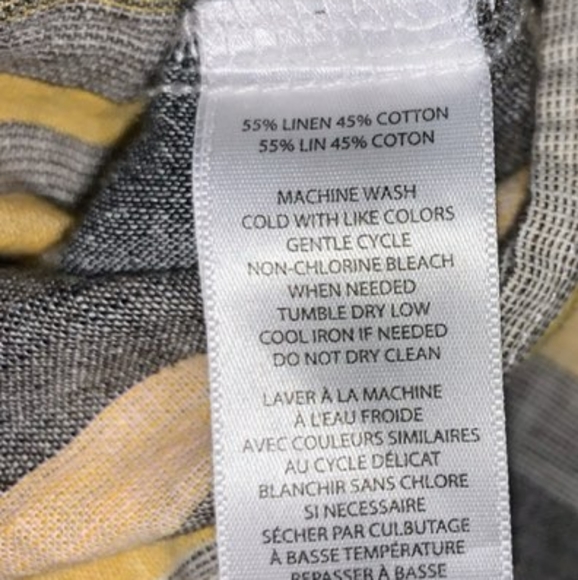 55% LINEN 45% COTTON
55% LIN 45% COTON
MACHINE WASH
COLD WITH LIKE COLORS
GENTLE CYCLE
NON-CHLORINE BLEACH
WHEN NEEDED
TUMBLE DRY LOW
COOL IRON IF NEEDED
DO NOT DRY CLEAN
LAVER À LA MACHINE
À L'EAU FROIDE
AVEC COULEURS SIMILAIRES
AU CYCLE DÉLICAT
BLANCHIR SANS CHLORE
SI NECESSAIRE
SÉCHER PAR CULBUTAGE
À BASSE TEMPÉRATURE
REPASSER À BASSE